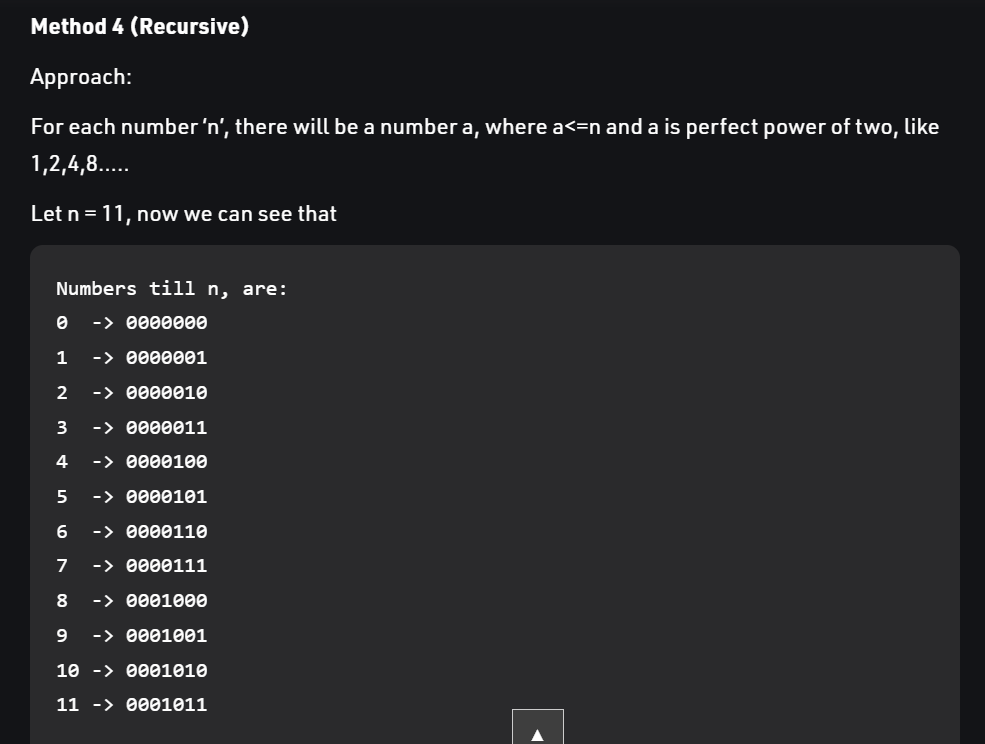 Method 4 (Recursive)
Approach:
For each number ‘n’, there will be a number a, where a<=n and a is perfect power of two, like
1,2,4,8…..
Let n = 11, now we can see that
Numbers till n, are:
0  -> 0000000
1  -> 0000001
2  -> 0000010
3  -> 0000011
4  -> 0000100
5  -> 0000101
6  -> 0000110
7  -> 0000111
8  -> 0001000
9  -> 0001001
10 -> 0001010
11 -> 0001011